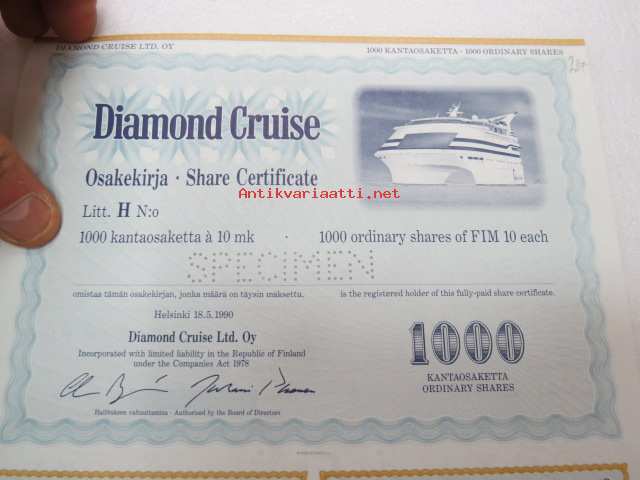 DIAMOND CRUISE LTD. OY
1000 KANTAOSAKETTA · 1000 ORDINARY SHARES
Diamond Cruise
Osakekirja · Share Certificate
Antikvariaatti.net
Litt. H N:o
1000 kantaosaketta à 10 mk · 1000 ordinary shares of FIM 10 each
SPECIMEN
omistaa tämän osakekirjan, jonka määrä on täysin maksettu.
is the registered holder of this fully-paid share certificate.
Helsinki 18.5.1990
Diamond Cruise Ltd. Oy
Incorporated with limited liability in the Republic of Finland
under the Companies Act 1978
1000
KANTAOSAKETTA
ORDINARY SHARES
Hallituksen valtuuttamina · Authorised by the Board of Directors